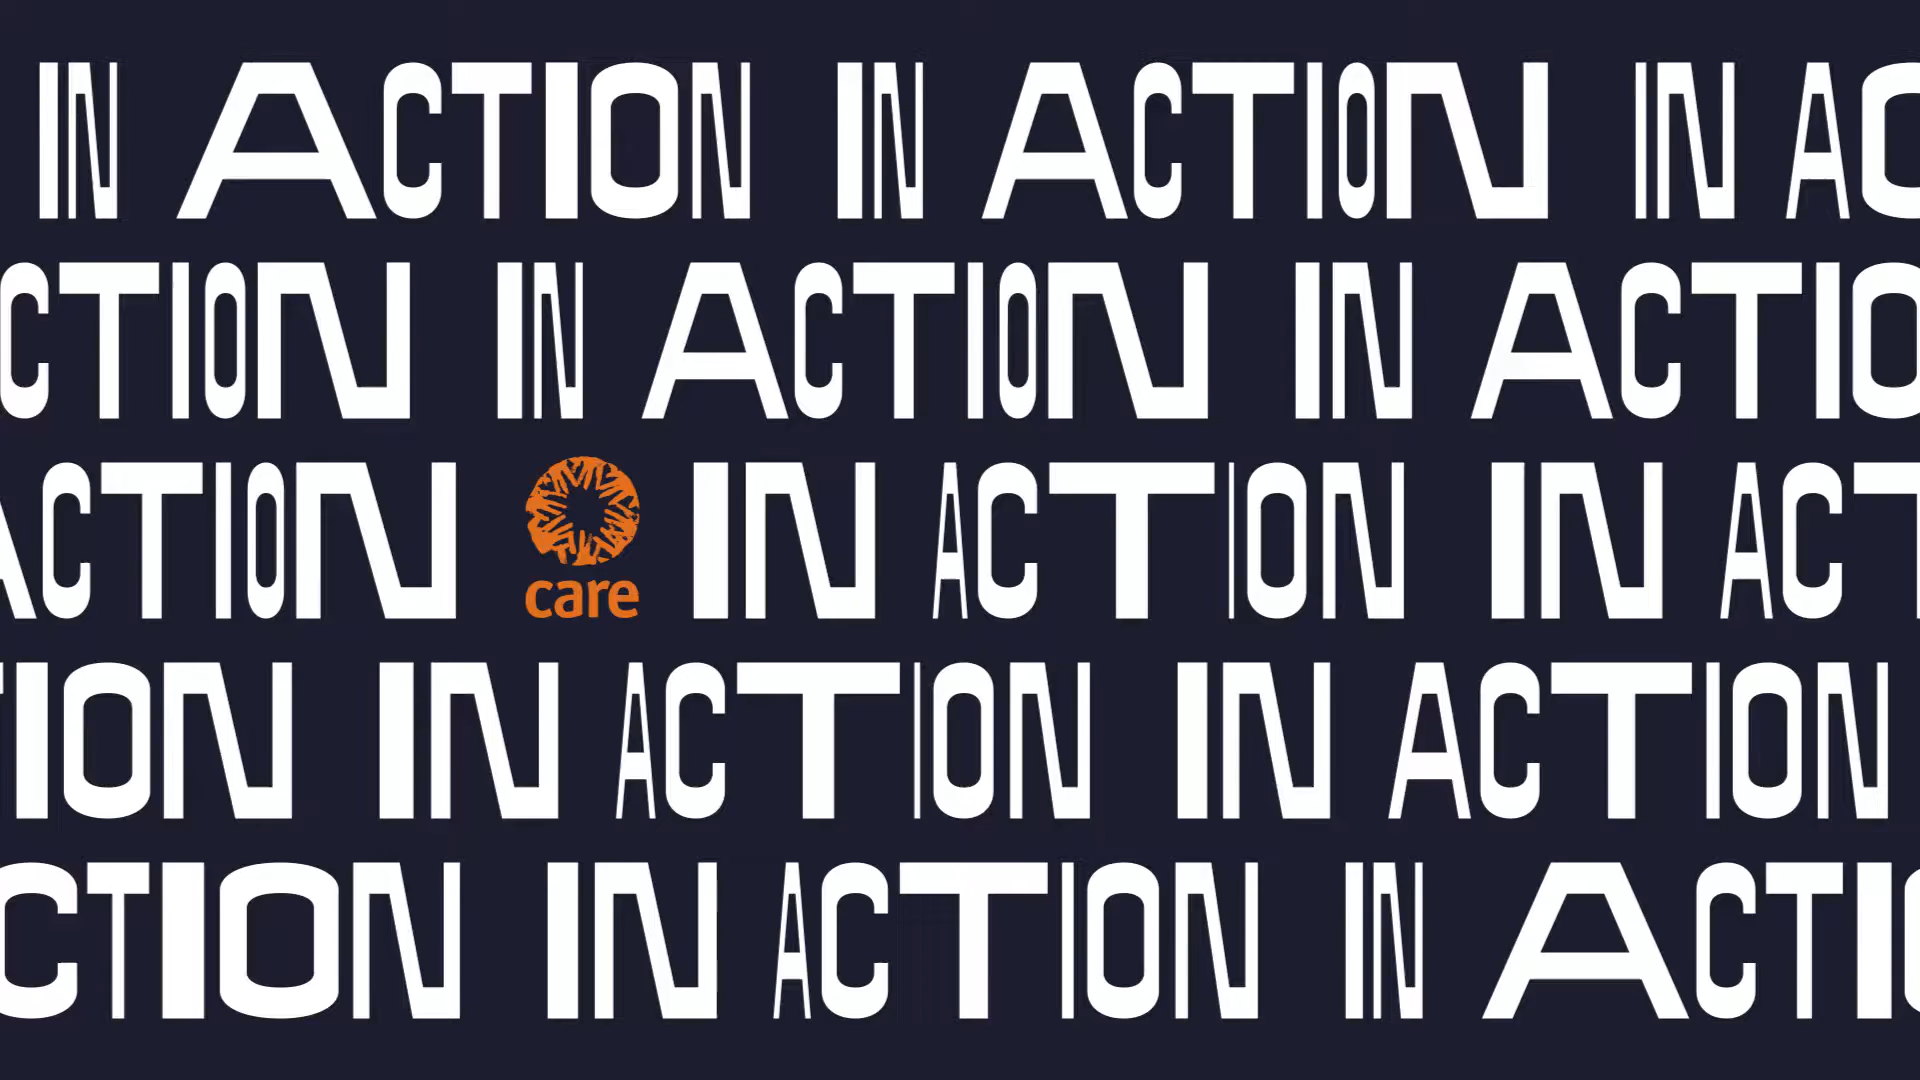 IN ACTION IN ACTION IN AC
CTION IN ACTION IN ACTIO
ACTION care IN ACTION IN ACT
TION IN ACTION IN ACTION
CTION IN ACTION IN ACTIO